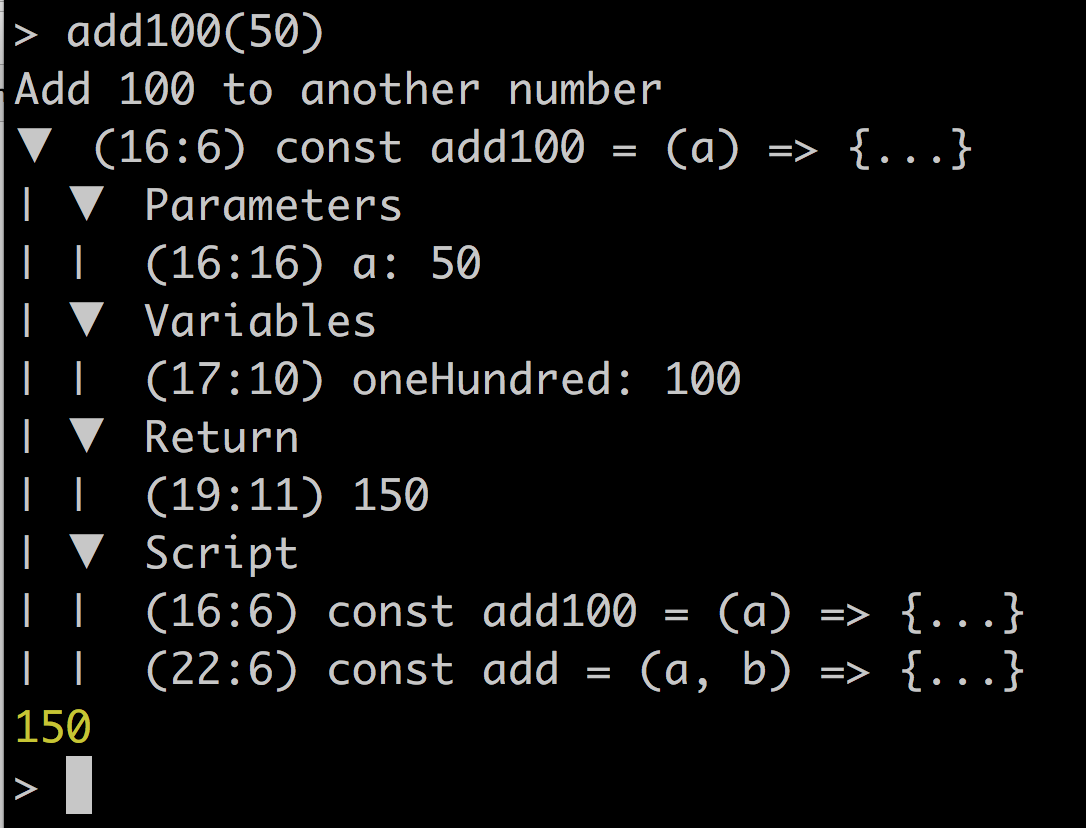 > add100(50)
Add 100 to another number
▼ (16:6) const add100 = (a) => {...}
| ▼ Parameters
| | (16:16) a: 50
| ▼ Variables
| | (17:10) oneHundred: 100
| ▼ Return
| | (19:11) 150
| ▼ Script
| | (16:6) const add100 = (a) => {...}
| | (22:6) const add = (a, b) => {...}
150
>